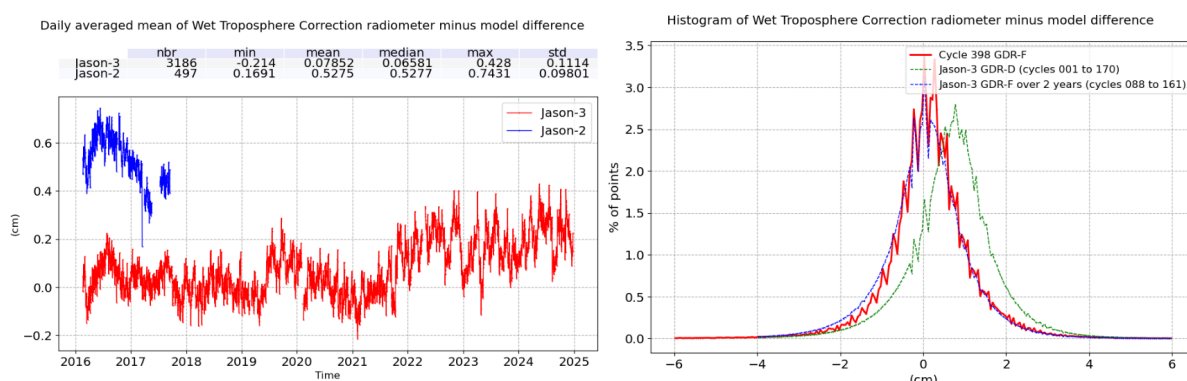 Daily averaged mean of Wet Troposphere Correction radiometer minus model difference
nbr min mean median max std
Jason-3 3186 -0.214 0.07852 0.06581 0.428 0.1114
Jason-2 497 0.1691 0.5275 0.5277 0.7431 0.09801
Jason-3
Jason-2
0.6
0.4
0.2
0.0
−0.2
(cm)
2016 2017 2018 2019 2020 2021 2022 2023 2024 2025
Time
Histogram of Wet Troposphere Correction radiometer minus model difference
Cycle 398 GDR-F
Jason-3 GDR-D (cycles 001 to 170)
Jason-3 GDR-F over 2 years (cycles 088 to 161)
3.5
3.0
2.5
2.0
1.5
1.0
0.5
0.0
% of points
−6 −4 −2 0 2 4 6
(cm)